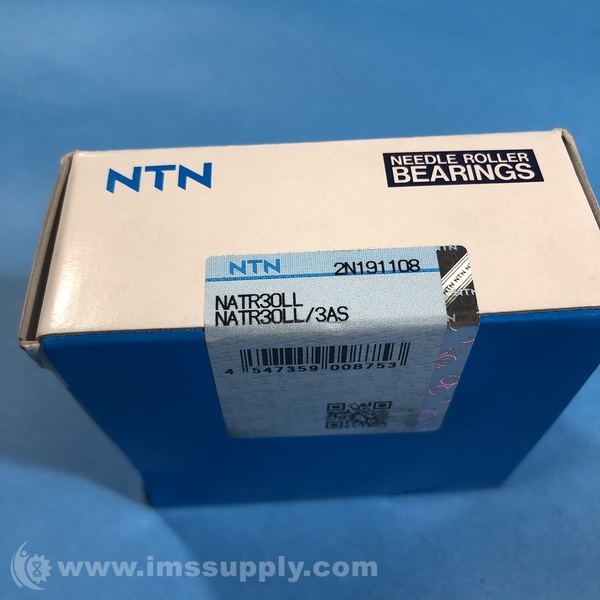 NTN
NEEDLE ROLLER
BEARINGS
NTN 2N191108
NATR30LL
NATR30LL/3AS
4 547359 008753
www.imssupply.com